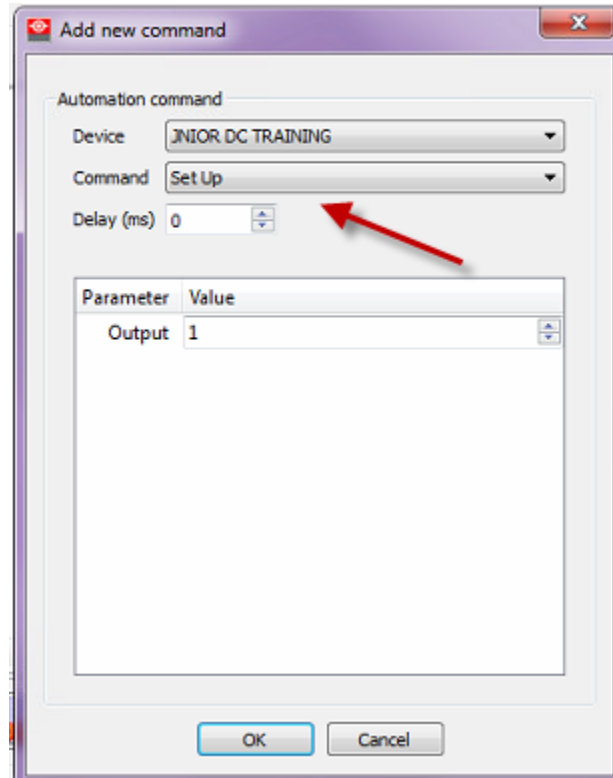 Add new command
Automation command
Device JNIOR DC TRAINING
Command Set Up
Delay (ms) 0
Parameter Value
Output 1
OK Cancel